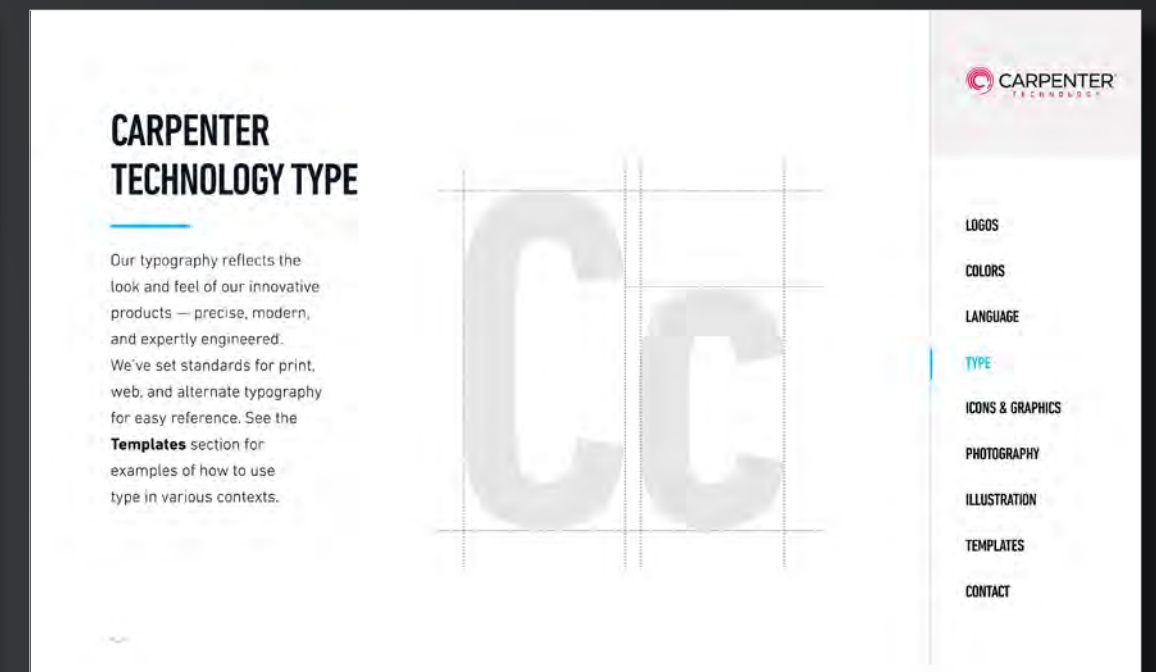 CARPENTER
TECHNOLOGY TYPE
Our typography reflects the
look and feel of our innovative
products — precise, modern,
and expertly engineered.
We've set standards for print,
web, and alternate typography
for easy reference. See the
Templates section for
examples of how to use
type in various contexts.
Cc
CARPENTER
TECHNOLOGY
LOGOS
COLORS
LANGUAGE
TYPE
ICONS & GRAPHICS
PHOTOGRAPHY
ILLUSTRATION
TEMPLATES
CONTACT